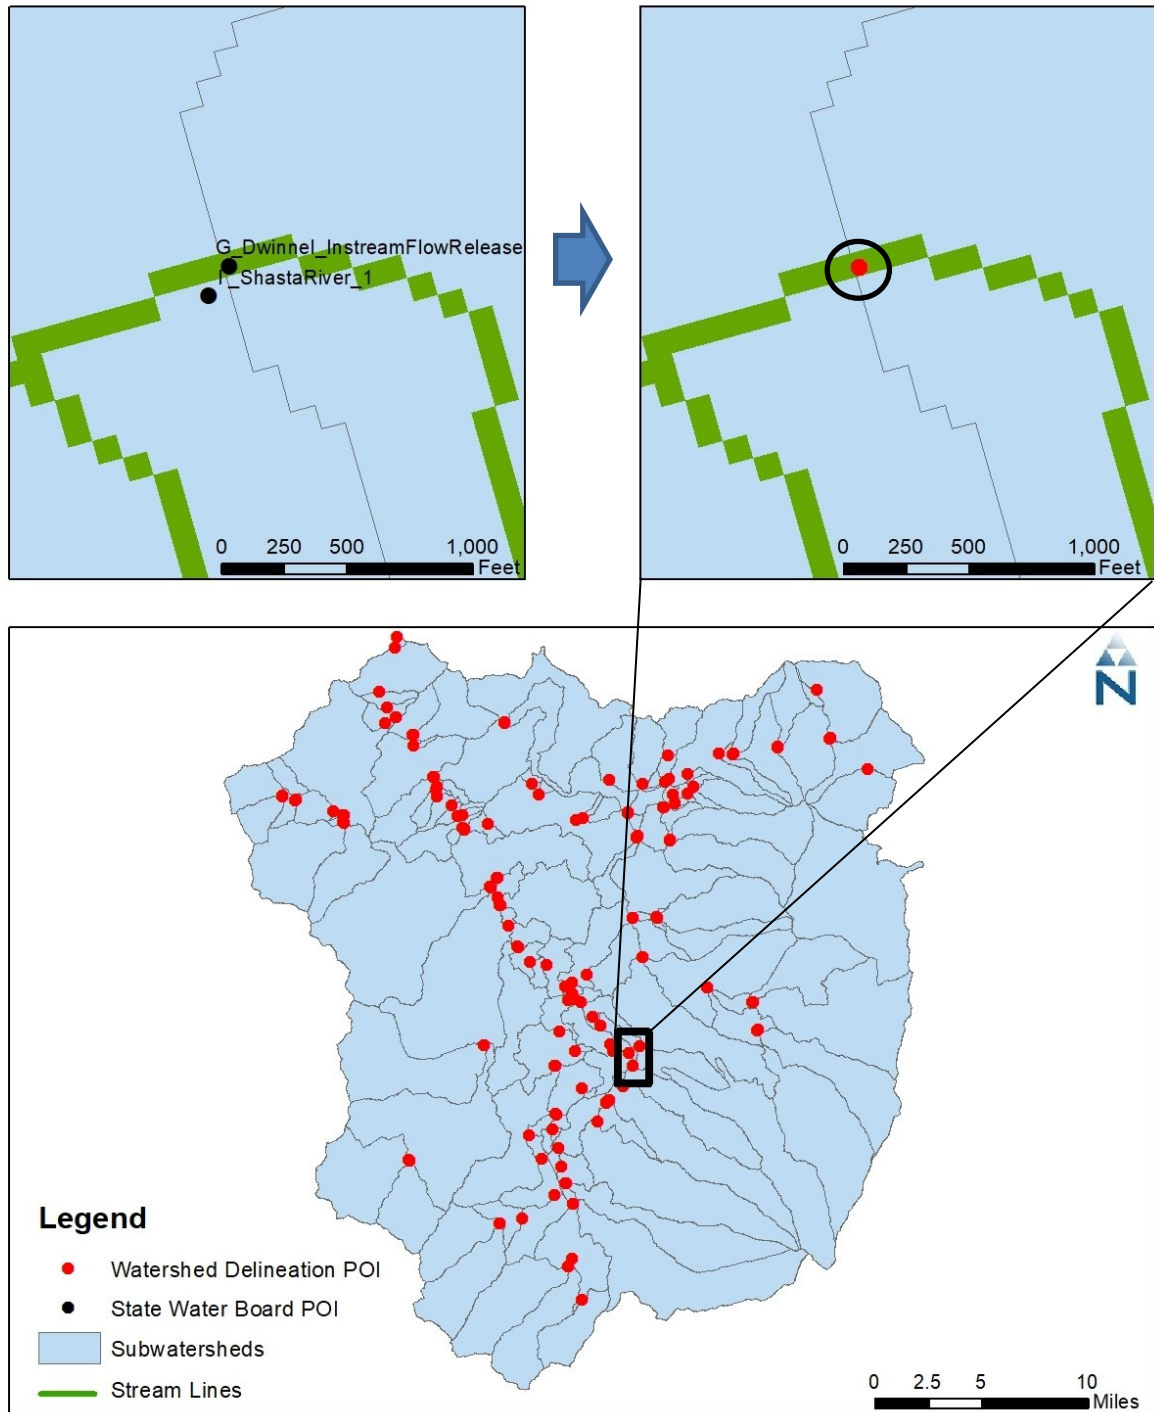 G_Dwinnel_InstreamFlowRelease
I_ShastaRiver_1
0 250 500 1,000
Feet
0 250 500 1,000
Feet
N
Legend
Watershed Delineation POI
State Water Board POI
Subwatersheds
Stream Lines
0 2.5 5 10
Miles